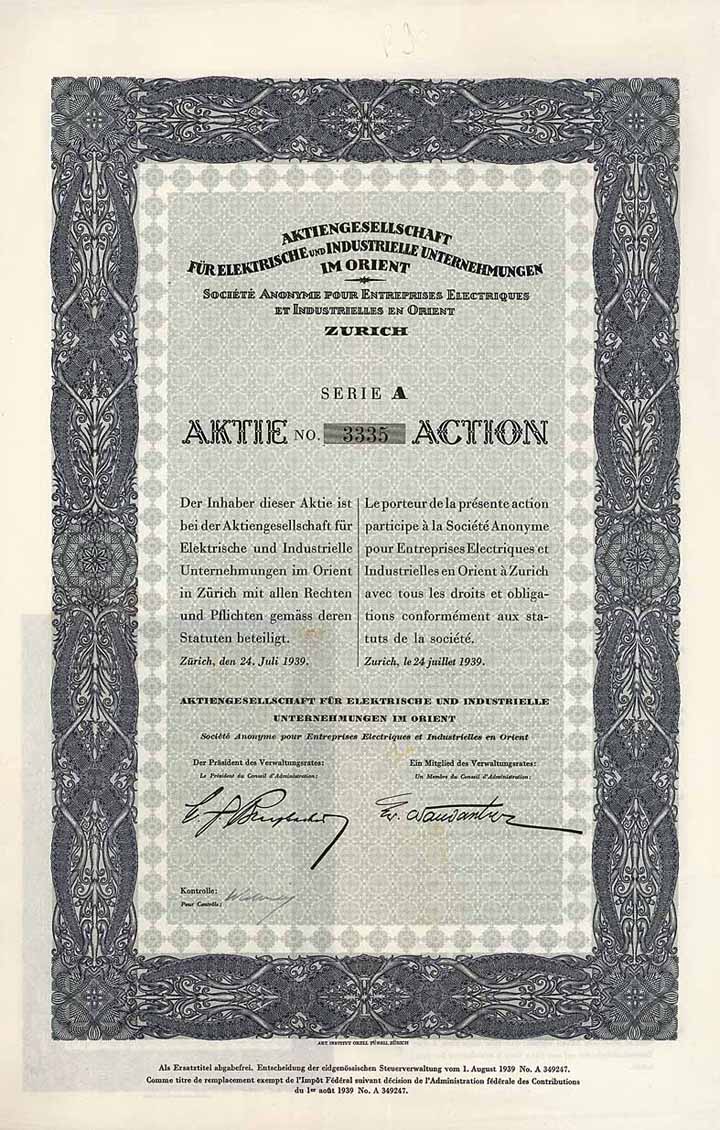 AKTIENGESELLSCHAFT
FÜR ELEKTRISCHE UND INDUSTRIELLE UNTERNEHMUNGEN
IM ORIENT
SOCIÉTÉ ANONYME POUR ENTREPRISES ELECTRIQUES
ET INDUSTRIELLES EN ORIENT
ZURICH
SERIE A
AKTIE NO. 3335 ACTION
Der Inhaber dieser Aktie ist
bei der Aktiengesellschaft für
Elektrische und Industrielle
Unternehmungen im Orient
in Zürich mit allen Rechten
und Pflichten gemäss deren
Statuten beteiligt.
Zürich, den 24. Juli 1939.
Le porteur de la présente action
participe à la Société Anonyme
pour Entreprises Electriques et
Industrielles en Orient à Zurich
avec tous les droits et obliga-
tions conformément aux sta-
tuts de la société.
Zurich, le 24 juillet 1939.
AKTIENGESELLSCHAFT FÜR ELEKTRISCHE UND INDUSTRIELLE
UNTERNEHMUNGEN IM ORIENT
Société Anonyme pour Entreprises Electriques et Industrielles en Orient
Der Präsident des Verwaltungsrates:
Le Président du Conseil d'Administration:
Ein Mitglied des Verwaltungsrates:
Un Membre du Conseil d'Administration:
Kontrolle:
Pour Contrôle:
ART. INSTITUT ORELL FÜSSLI, ZÜRICH
Als Ersatztitel abgabefrei. Entscheidung der eidgenössischen Steuerverwaltung vom 1. August 1939 No. A 349247.
Comme titre de remplacement exempt de l'Impôt Fédéral suivant décision de l'Administration fédérale des Contributions
du 1er août 1939 No. A 349247.